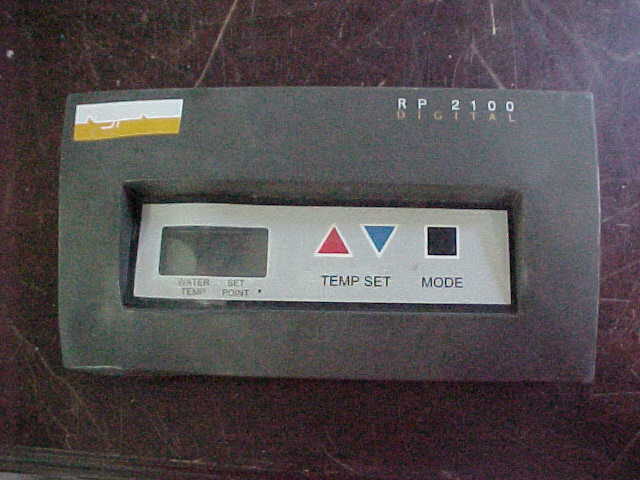 RP 2100
DIGITAL
WATER TEMP
SET POINT
TEMP SET
MODE